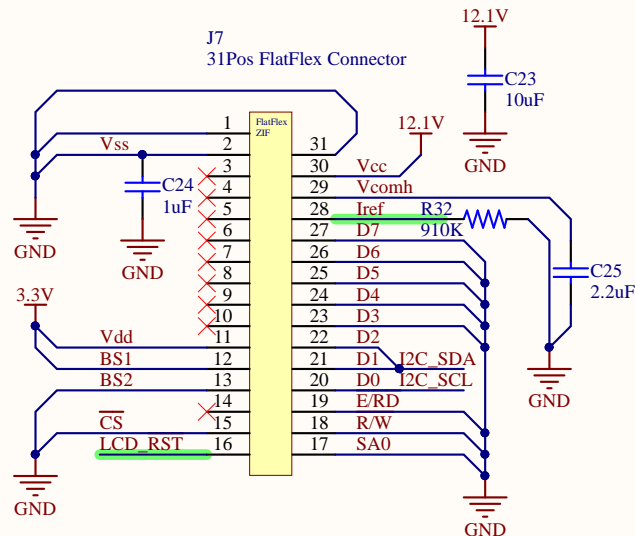 12.1V
J7
31Pos FlatFlex Connector
C23
10uF
GND
FlatFlex
ZIF
12.1V
1
31
Vss
2
30
Vcc
3
29
Vcomh
C24
1uF
4
28
Iref
R32
910K
5
27
D7
6
26
D6
GND
7
25
D5
C25
2.2uF
GND
8
24
D4
9
23
D3
3.3V
10
22
D2
Vdd
11
21
D1
I2C_SDA
BS1
12
20
D0
I2C_SCL
GND
BS2
13
19
E/RD
14
18
R/W
CS
15
17
SA0
LCD_RST
16
GND
GND